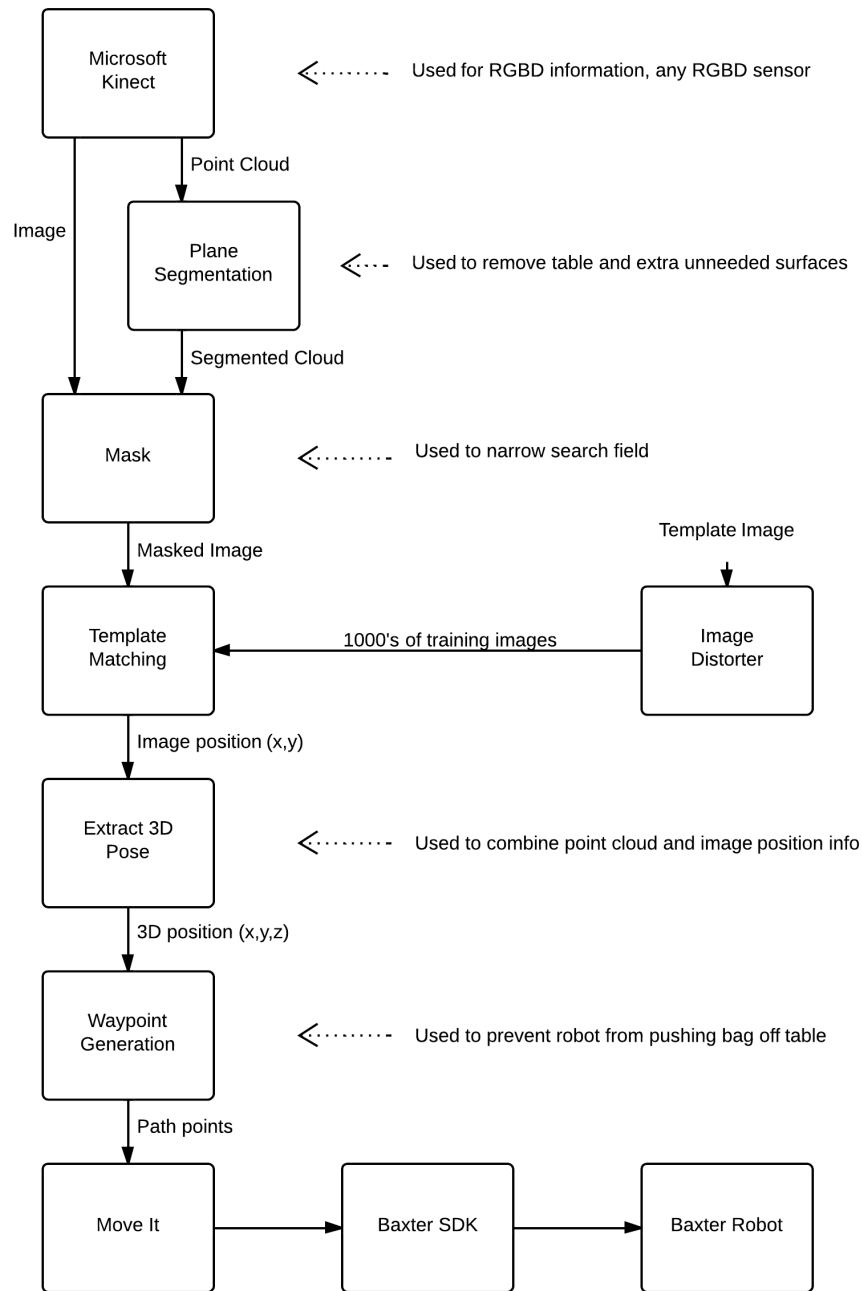 Microsoft
Kinect
Used for RGBD information, any RGBD sensor
Point Cloud
Image
Plane
Segmentation
Used to remove table and extra unneeded surfaces
Segmented Cloud
Mask
Used to narrow search field
Masked Image
Template Image
Template
Matching
1000's of training images
Image
Distorter
Image position (x,y)
Extract 3D
Pose
Used to combine point cloud and image position info
3D position (x,y,z)
Waypoint
Generation
Used to prevent robot from pushing bag off table
Path points
Move It
Baxter SDK
Baxter Robot